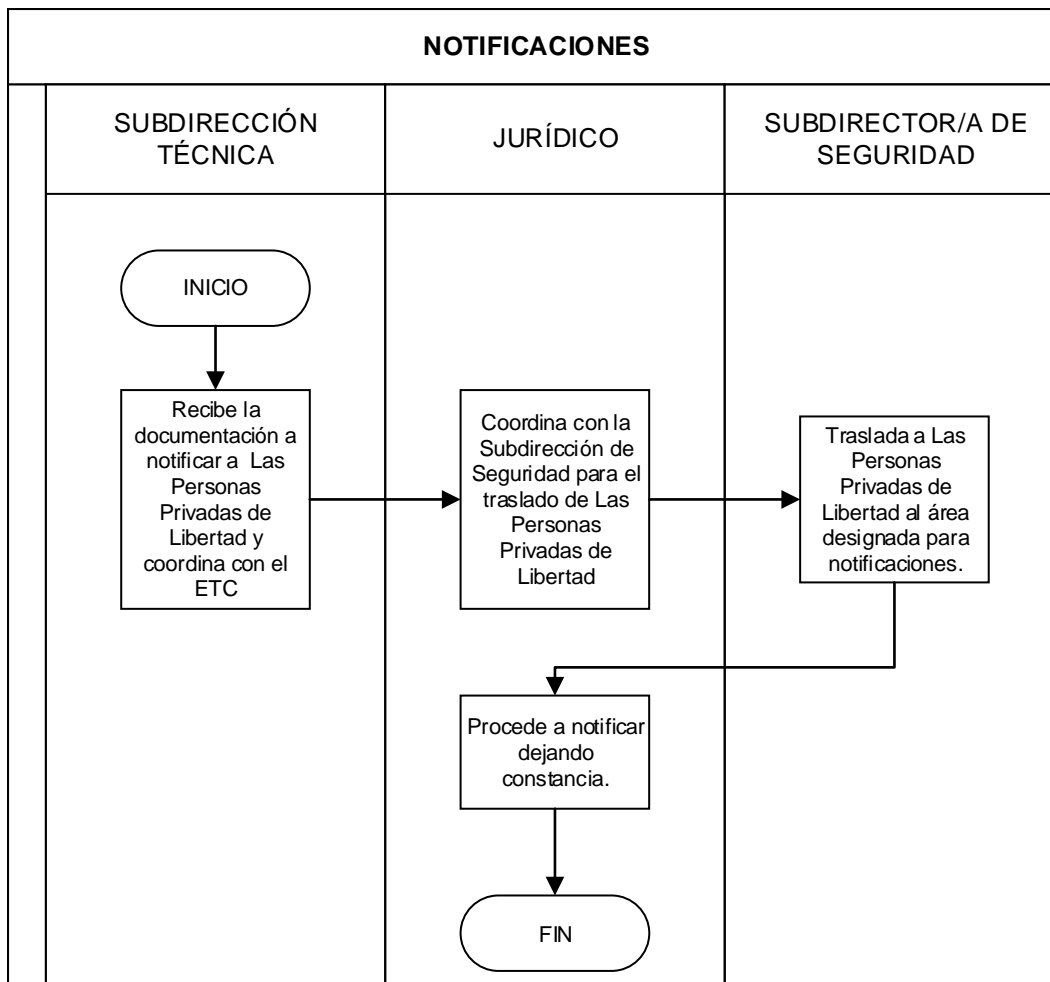 NOTIFICACIONES
SUBDIRECCIÓN
TÉCNICA
JURÍDICO
SUBDIRECTOR/A DE
SEGURIDAD
INICIO
Recibe la
documentación a
notificar a Las
Personas
Privadas de
Libertad y
coordina con el
ETC
Coordina con la
Subdirección de
Seguridad para el
traslado de Las
Personas
Privadas de
Libertad
Traslada a Las
Personas
Privadas de
Libertad al área
designada para
notificaciones.
Procede a notificar
dejando
constancia.
FIN